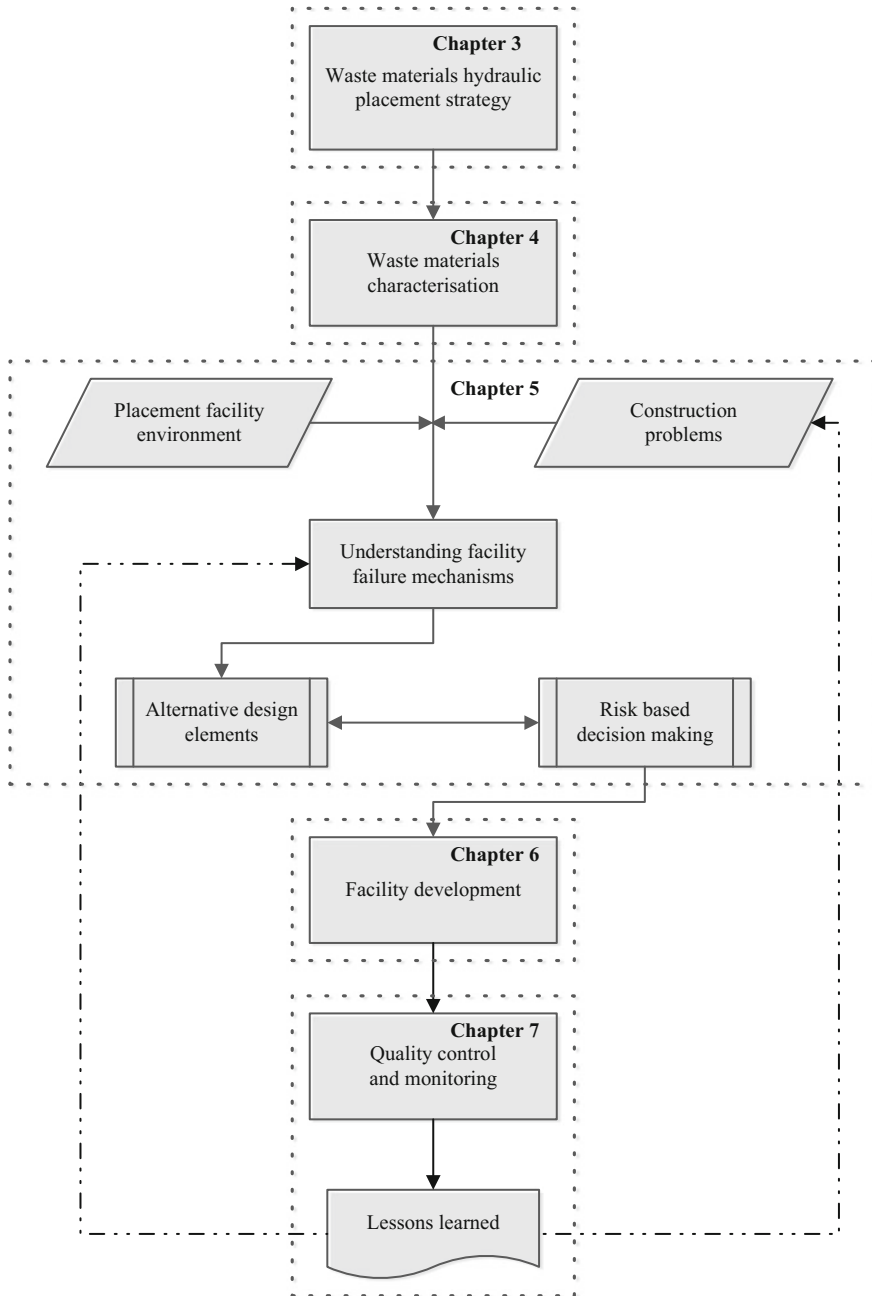 Chapter 3
Waste materials hydraulic
placement strategy
Chapter 4
Waste materials
characterisation
Chapter 5
Placement facility
environment
Construction
problems
Understanding facility
failure mechanisms
Alternative design
elements
Risk based
decision making
Chapter 6
Facility development
Chapter 7
Quality control
and monitoring
Lessons learned